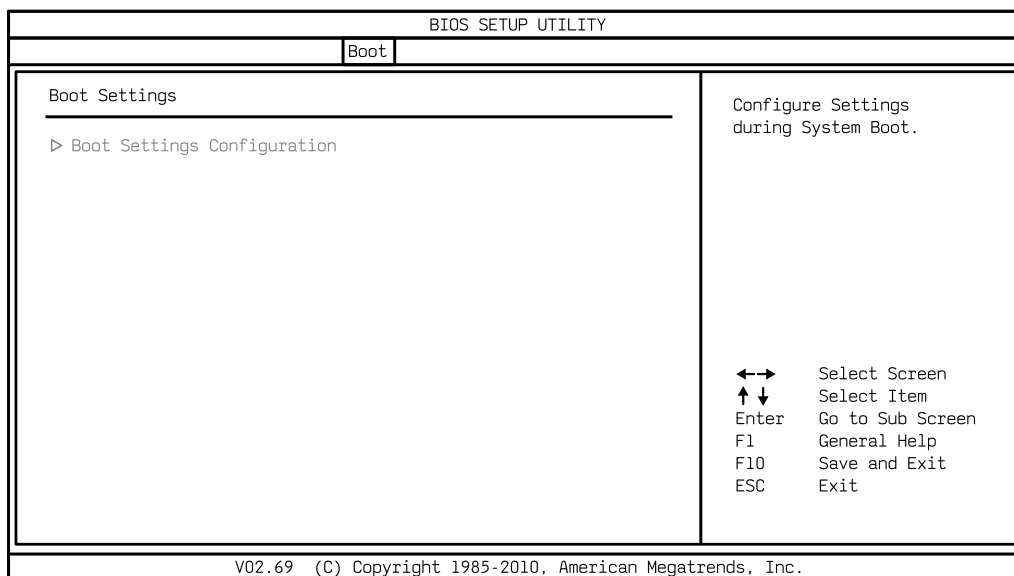 BIOS SETUP UTILITY
Boot
Boot Settings
Boot Settings Configuration
Configure Settings
during System Boot.
Select Screen
Select Item
Enter Go to Sub Screen
F1 General Help
F10 Save and Exit
ESC Exit
V02.69 (C) Copyright 1985-2010, American Megatrends, Inc.